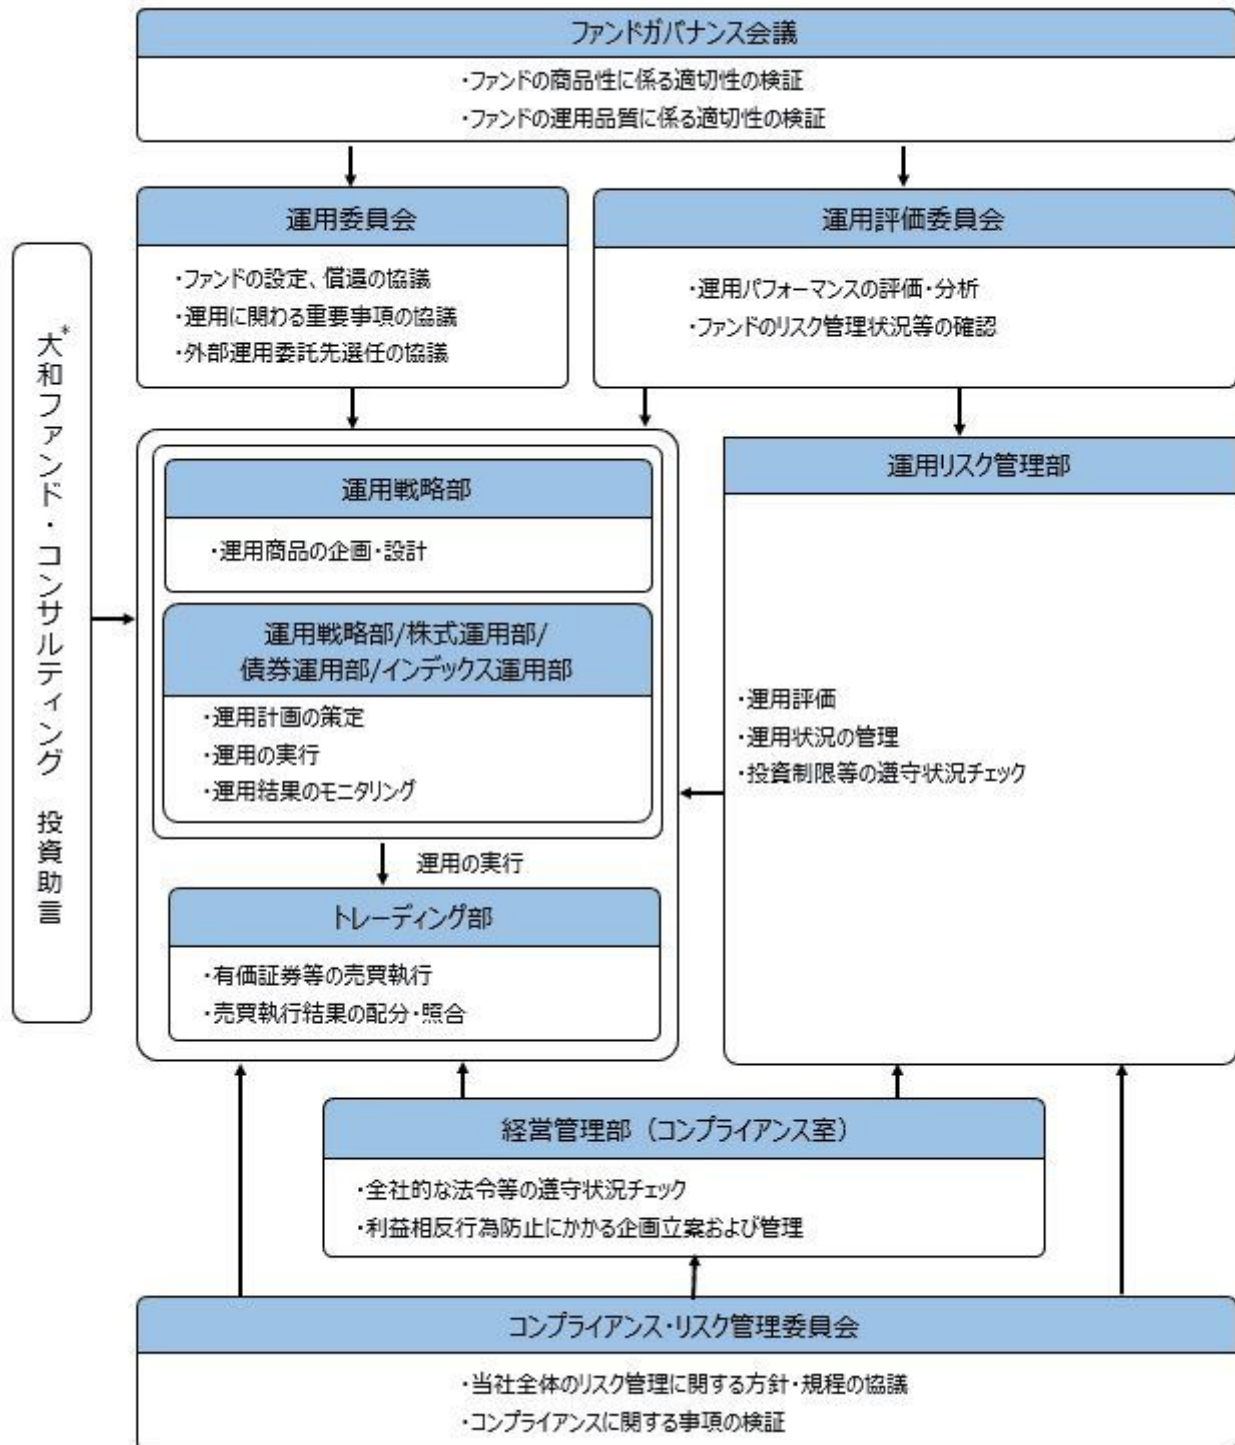 ファンドガバナンス会議
・ファンドの商品性に係る適切性の検証
・ファンドの運用品質に係る適切性の検証
運用委員会
・ファンドの設定、償還の協議
・運用に関わる重要事項の協議
・外部運用委託先選任の協議
運用評価委員会
・運用パフォーマンスの評価・分析
・ファンドのリスク管理状況等の確認
大和ファンド・コンサルティング 投資助言
*
運用戦略部
・運用商品の企画・設計
運用戦略部/株式運用部/
債券運用部/インデックス運用部
・運用計画の策定
・運用の実行
・運用結果のモニタリング
運用の実行
トレーディング部
・有価証券等の売買執行
・売買執行結果の配分・照合
運用リスク管理部
・運用評価
・運用状況の管理
・投資制限等の遵守状況チェック
経営管理部（コンプライアンス室）
・全社的な法令等の遵守状況チェック
・利益相反行為防止にかかる企画立案および管理
コンプライアンス・リスク管理委員会
・当社全体のリスク管理に関する方針・規程の協議
・コンプライアンスに関する事項の検証